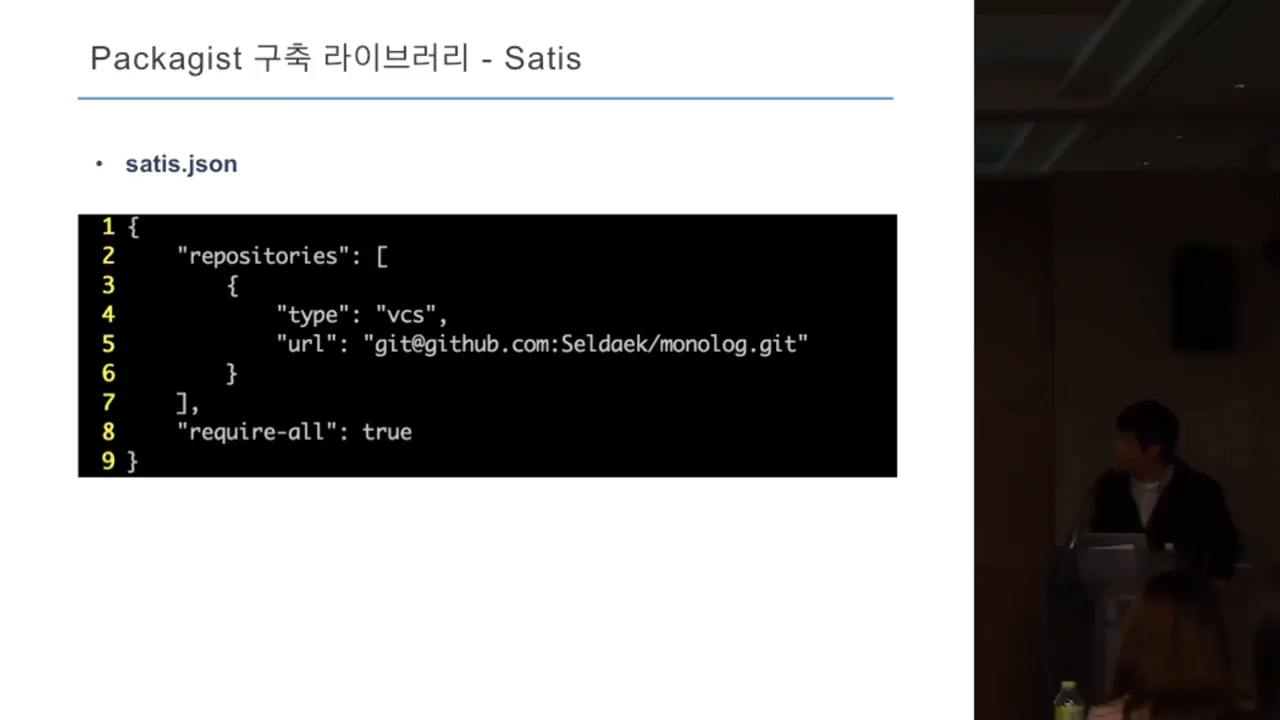 Packagist 구축 라이브러리 - Satis
• satis.json
1 {
2     "repositories": [
3         {
4             "type": "vcs",
5             "url": "git@github.com:Seldaek/monolog.git"
6         }
7     ],
8     "require-all": true
9 }